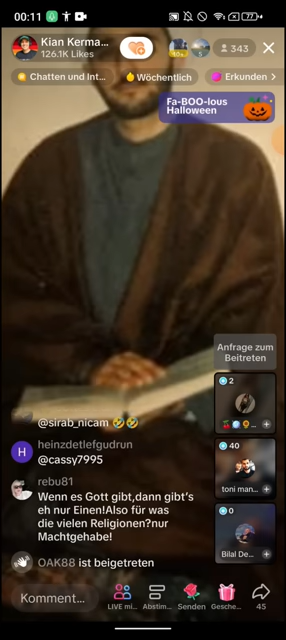 00:11
77
Kian Kerma...
126.1K Likes
343
Chatten und Int...
Wöchentlich
Erkunden >
Fa-BOO-lous
Halloween
Anfrage zum
Beitreten
2
@sirab_nicam 🤣🤣
heinzdetlefgudrun
@cassy7995
40
toni man...
rebu81
Wenn es Gott gibt,dann gibt's
eh nur Einen!Also für was
die vielen Religionen?nur
Machtgehabe!
0
Bilal De...
OAK88 ist beigetreten
Komment...
LIVE mi...
Abstim...
Senden
Gesche...
45